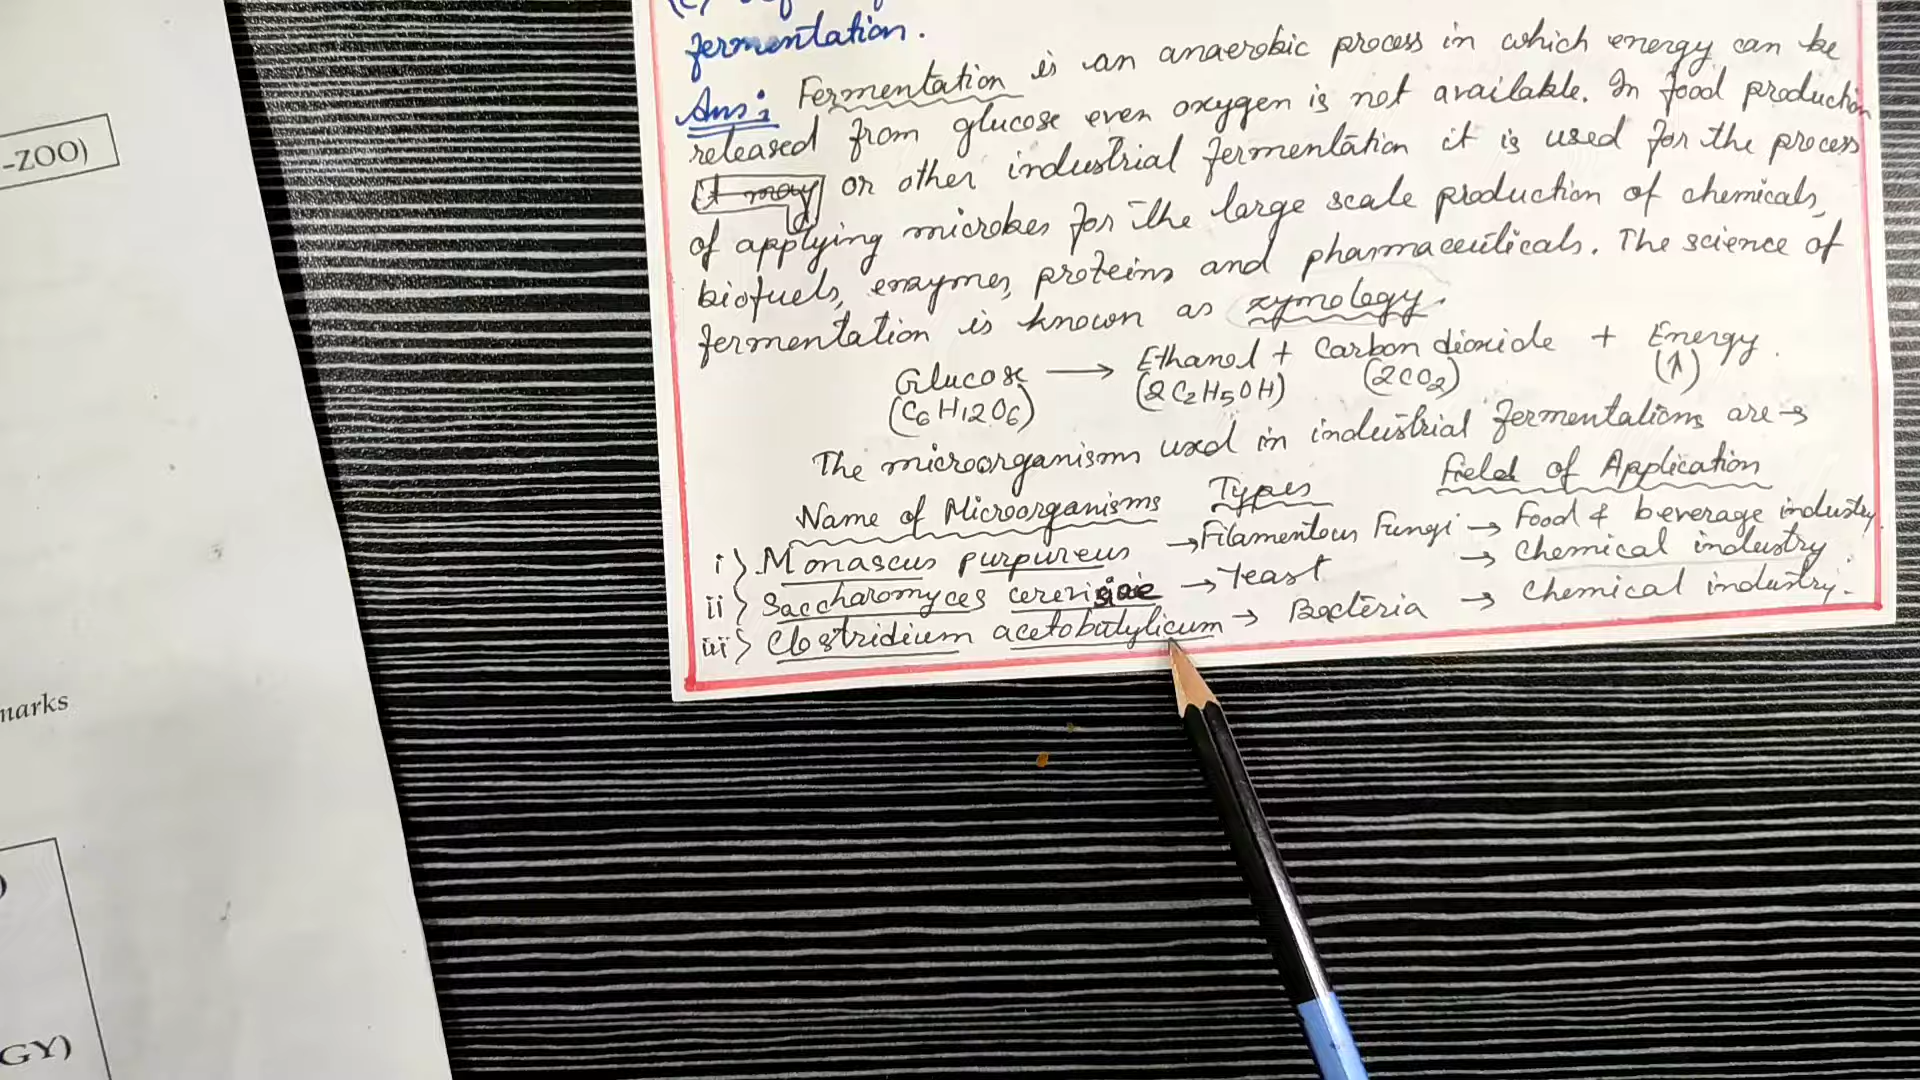 fermentation.
Ans: Fermentation is an anaerobic process in which energy can be
released from glucose even oxygen is not available. In food production
It may or other industrial fermentation it is used for the process
of applying microbes for the large scale production of chemicals,
biofuels, enzymes, proteins and pharmaceuticals. The science of
fermentation is known as zymology.
Glucose → Ethanol + Carbon dioxide + Energy.
(C6H12O6) (2C2H5OH) (2CO2) (↑)
The microorganisms used in industrial fermentations are →
Name of Microorganisms Types Field of Application
i) Monascus purpureus → Filamentous Fungi → Food & beverage industry.
ii) Saccharomyces cerevisiae → Yeast → Chemical industry
iii) Clostridium acetobutylicum → Bacteria → Chemical industry.
-ZOO)
marks
)
GY)